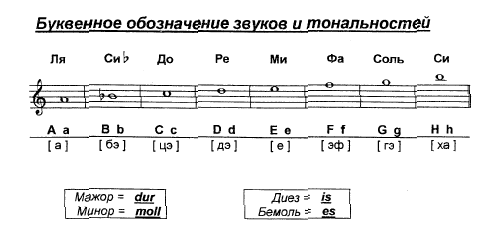 Буквенное обозначение звуков и тональностей
Ля Си♭ До Ре Ми Фа Соль Си
A a B b C c D d E e F f G g H h
[ а ] [ бэ ] [ цэ ] [ дэ ] [ е ] [ эф ] [ гэ ] [ ха ]
Мажор = dur
Минор = moll
Диез = is
Бемоль = es